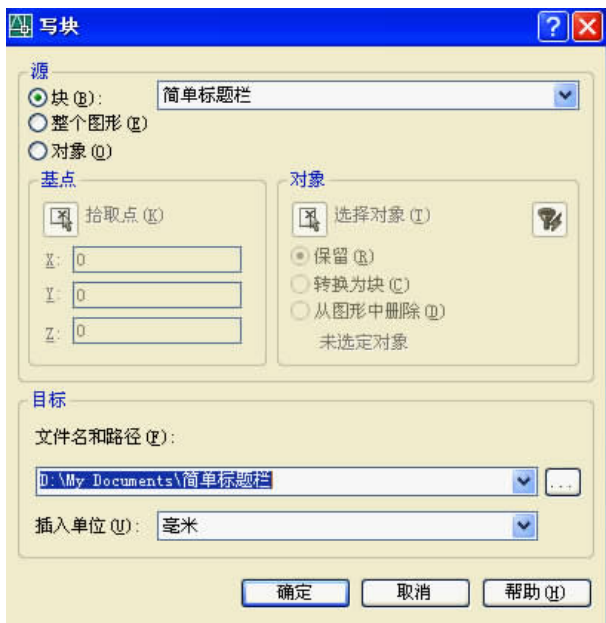 写块
源
块(B): 简单标题栏
整个图形(E)
对象(O)
基点
拾取点(K)
X: 0
Y: 0
Z: 0
对象
选择对象(T)
保留(R)
转换为块(C)
从图形中删除(D)
未选定对象
目标
文件名和路径(F):
D:\My Documents\简单标题栏
...
插入单位(U): 毫米
确定 取消 帮助(H)